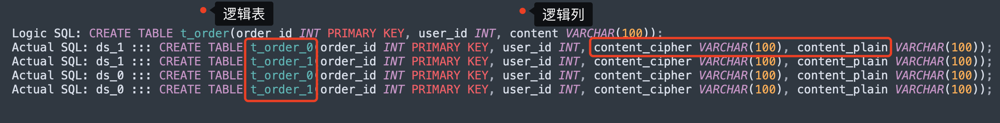 逻辑表 逻辑列
Logic SQL: CREATE TABLE t_order(order_id INT PRIMARY KEY, user_id INT, content VARCHAR(100));
Actual SQL: ds_1 ::: CREATE TABLE t_order_0(order_id INT PRIMARY KEY, user_id INT, content_cipher VARCHAR(100), content_plain VARCHAR(100));
Actual SQL: ds_1 ::: CREATE TABLE t_order_1(order_id INT PRIMARY KEY, user_id INT, content_cipher VARCHAR(100), content_plain VARCHAR(100));
Actual SQL: ds_0 ::: CREATE TABLE t_order_0(order_id INT PRIMARY KEY, user_id INT, content_cipher VARCHAR(100), content_plain VARCHAR(100));
Actual SQL: ds_0 ::: CREATE TABLE t_order_1(order_id INT PRIMARY KEY, user_id INT, content_cipher VARCHAR(100), content_plain VARCHAR(100));